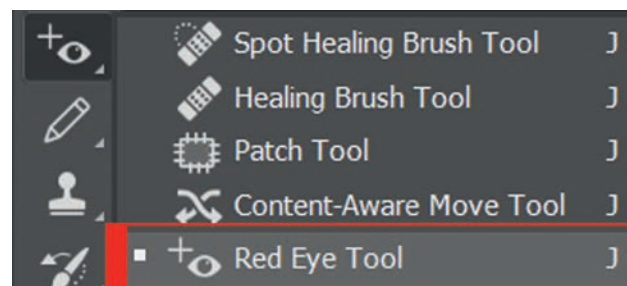 Spot Healing Brush Tool J
Healing Brush Tool J
Patch Tool J
Content-Aware Move Tool J
Red Eye Tool J